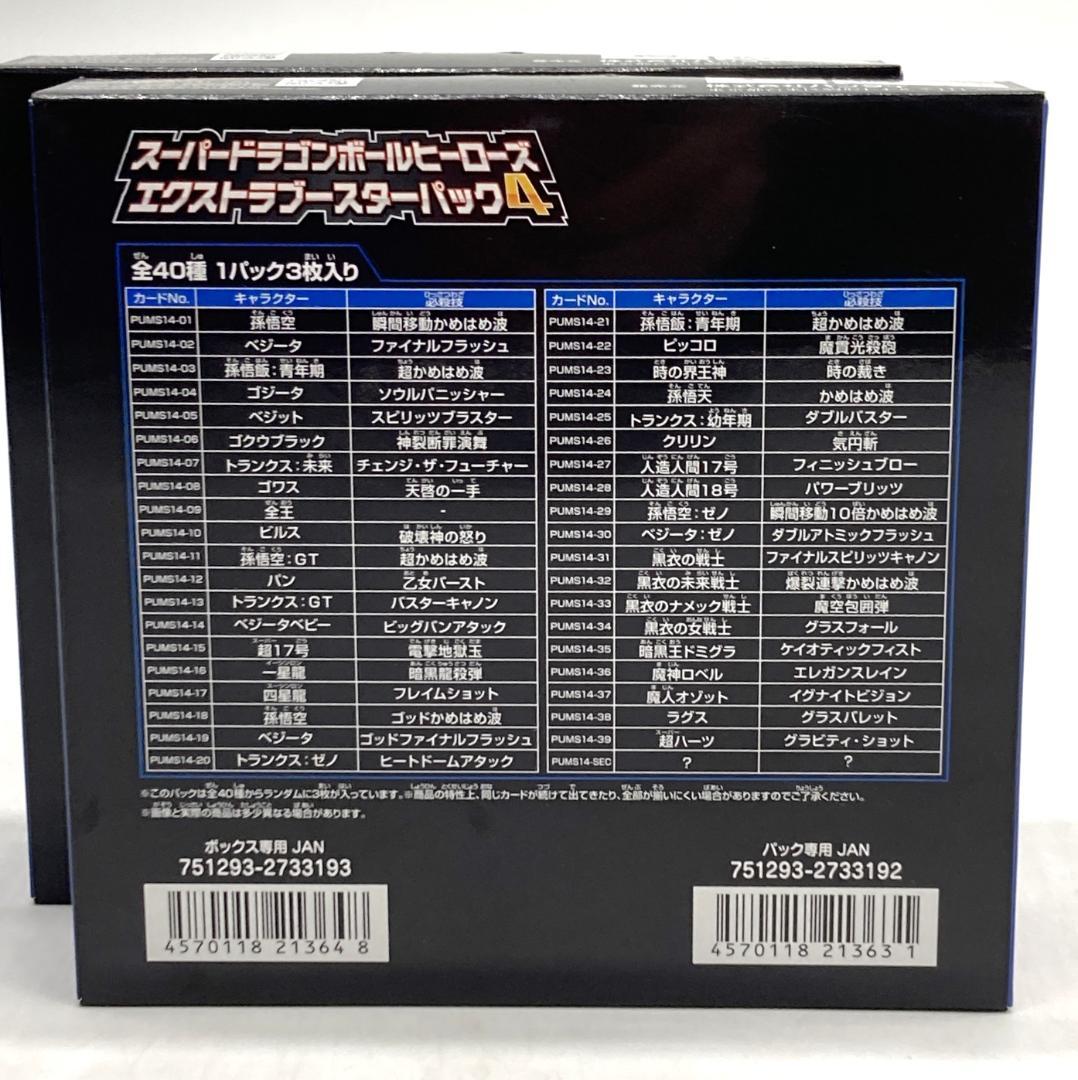 スーパードラゴンボールヒーローズ
エクストラブースターパック4
全40種 1パック3枚入り
カードNo. キャラクター 必殺技
PUMS14-01 孫悟空 瞬間移動かめはめ波
PUMS14-02 ベジータ ファイナルフラッシュ
PUMS14-03 孫悟飯:青年期 超かめはめ波
PUMS14-04 ゴジータ ソウルパニッシャー
PUMS14-05 ベジット スピリッツブラスター
PUMS14-06 ゴクウブラック 神裂断罪演舞
PUMS14-07 トランクス:未来 チェンジ・ザ・フューチャー
PUMS14-08 ゴワス 天啓の一手
PUMS14-09 全王 -
PUMS14-10 ビルス 破壊神の怒り
PUMS14-11 孫悟空:GT 超かめはめ波
PUMS14-12 パン 乙女バースト
PUMS14-13 トランクス:GT バスターキャノン
PUMS14-14 ベジータベビー ビッグバンアタック
PUMS14-15 超17号 電撃地獄玉
PUMS14-16 一星龍 暗黒龍殺弾
PUMS14-17 四星龍 フレイムショット
PUMS14-18 孫悟空 ゴッドかめはめ波
PUMS14-19 ベジータ ゴッドファイナルフラッシュ
PUMS14-20 トランクス:ゼノ ヒートドームアタック
カードNo. キャラクター 必殺技
PUMS14-21 孫悟飯:青年期 超かめはめ波
PUMS14-22 ピッコロ 魔貫光殺砲
PUMS14-23 時の界王神 時の裁き
PUMS14-24 孫悟天 かめはめ波
PUMS14-25 トランクス:幼年期 ダブルバスター
PUMS14-26 クリリン 気円斬
PUMS14-27 人造人間17号 フィニッシュブロー
PUMS14-28 人造人間18号 パワーブリッツ
PUMS14-29 孫悟空:ゼノ 瞬間移動10倍かめはめ波
PUMS14-30 ベジータ:ゼノ ダブルアトミックフラッシュ
PUMS14-31 黒衣の戦士 ファイナルスピリッツキャノン
PUMS14-32 黒衣の未来戦士 爆裂連撃かめはめ波
PUMS14-33 黒衣のナメック戦士 魔空包囲弾
PUMS14-34 黒衣の女戦士 グラスフォール
PUMS14-35 暗黒王ドミグラ ケイオティックフィスト
PUMS14-36 魔神ロベル エレガンスレイン
PUMS14-37 魔人オゾット イグナイトビジョン
PUMS14-38 ラグス グラスバレット
PUMS14-39 超ハーツ グラビティ・ショット
PUMS14-SEC ? ?
※このパックは全40種からランダムに3枚が入っています。※商品の特性上、同じカードが続けて出てきたり、全部が揃いにくい場合がありますのでご了承ください。
※画像と実際の商品は多少異なる場合があります。
ボックス専用 JAN
751293-2733193
4570118 21364 8
パック専用 JAN
751293-2733192
4570118 21363 1